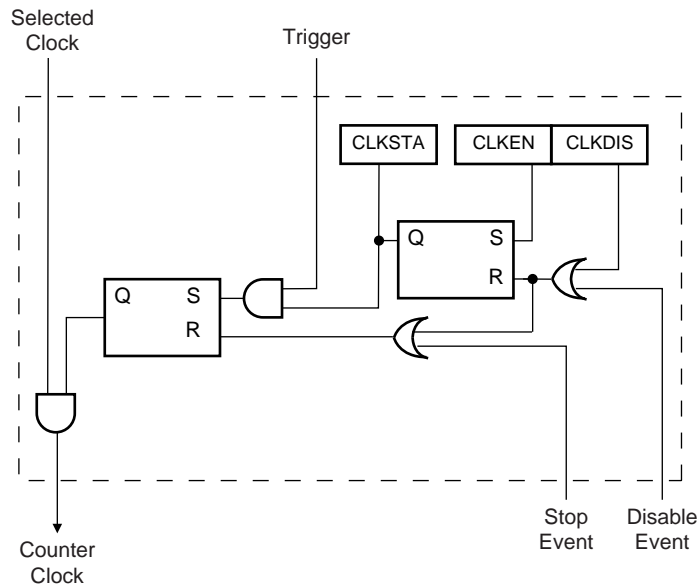 Selected
Clock
Trigger
CLKSTA
CLKEN
CLKDIS
Q
S
R
Q
S
R
Stop
Event
Disable
Event
Counter
Clock